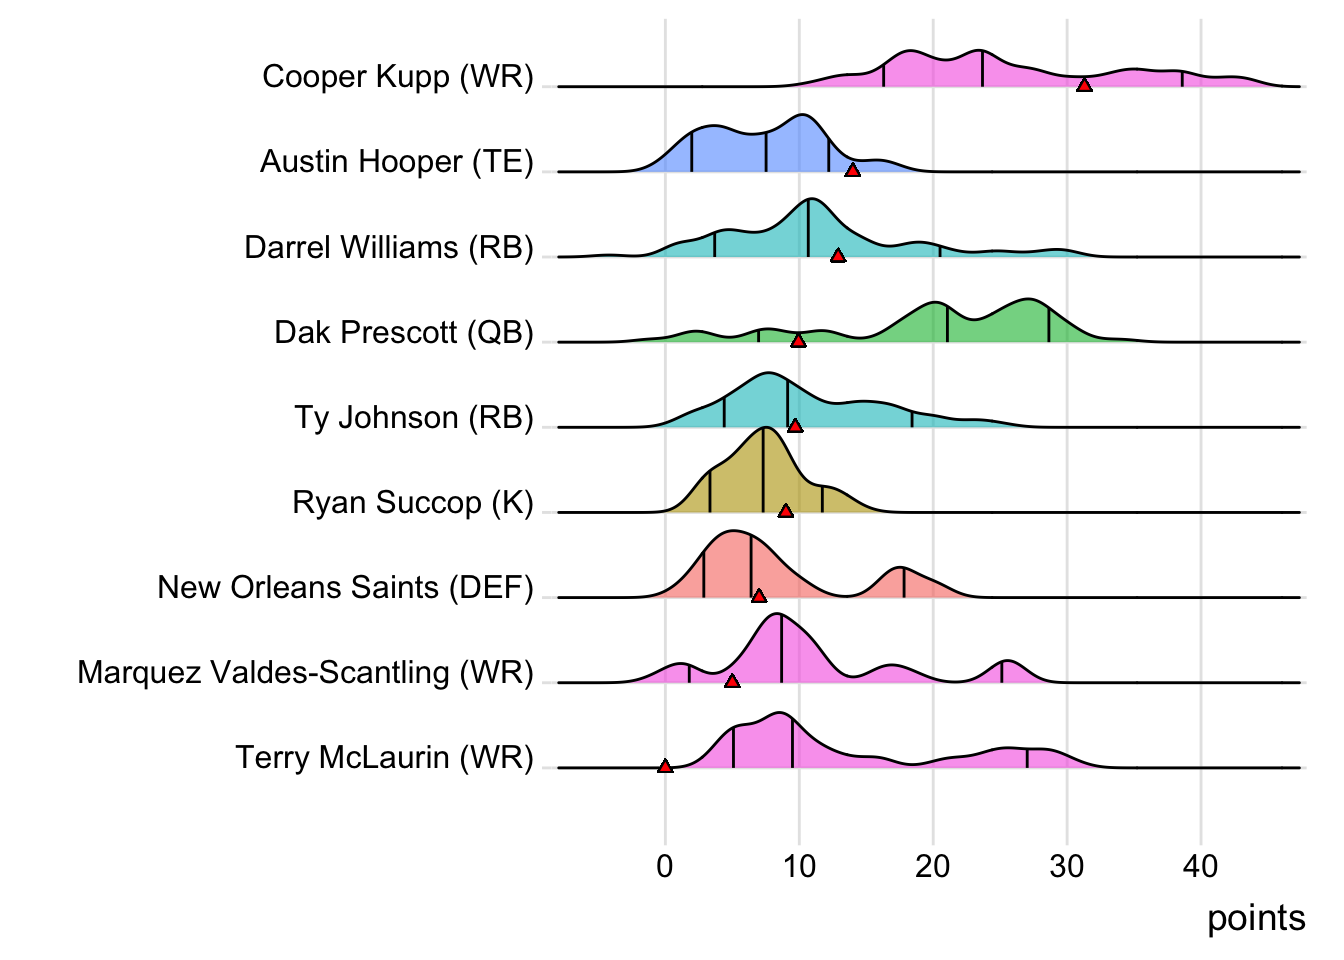 Cooper Kupp (WR)
Austin Hooper (TE)
Darrel Williams (RB)
Dak Prescott (QB)
Ty Johnson (RB)
Ryan Succop (K)
New Orleans Saints (DEF)
Marquez Valdes-Scantling (WR)
Terry McLaurin (WR)
0 10 20 30 40
points